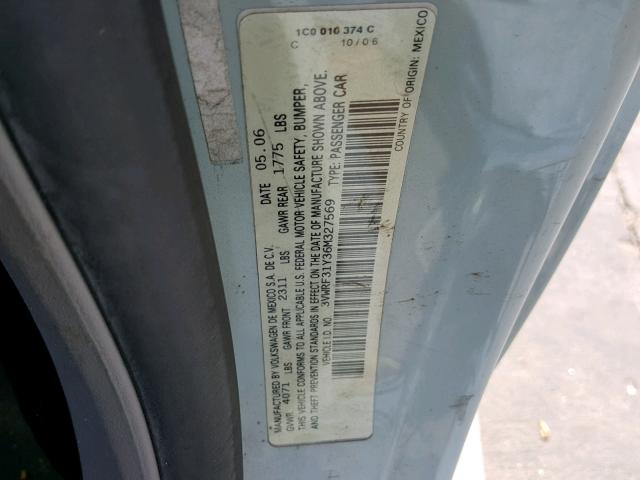 MANUFACTURED BY VOLKSWAGEN DE MEXICO S.A. DE C.V. DATE 05.06
GVWR 4071 LBS GAWR FRONT 2311 LBS GAWR REAR 1775 LBS
THIS VEHICLE CONFORMS TO ALL APPLICABLE U.S. FEDERAL MOTOR VEHICLE SAFETY, BUMPER,
AND THEFT PREVENTION STANDARDS IN EFFECT ON THE DATE OF MANUFACTURE SHOWN ABOVE.
VEHICLE I.D. NO. 3VWRF31Y36M327569 TYPE: PASSENGER CAR
COUNTRY OF ORIGIN: MEXICO
1C0 010 374 C
C 10/06